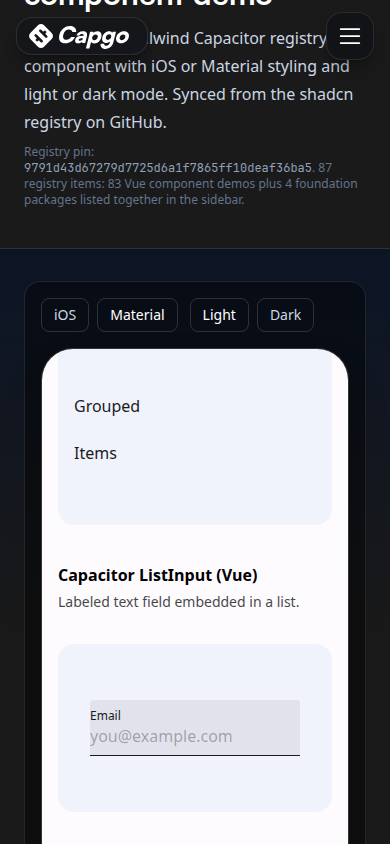 component demo
Capgo
lwind Capacitor registry
component with iOS or Material styling and
light or dark mode. Synced from the shadcn
registry on GitHub.
Registry pin:
9791d43d67279d7725d6a1f7865ff10deaf36ba5. 87
registry items: 83 Vue component demos plus 4 foundation
packages listed together in the sidebar.
iOS
Material
Light
Dark
Grouped
Items
Capacitor ListInput (Vue)
Labeled text field embedded in a list.
Email
you@example.com